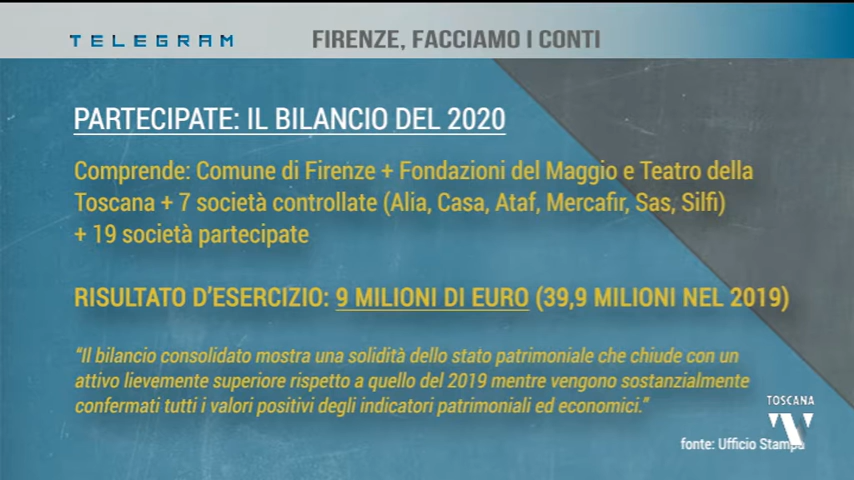 TELEGRAM
FIRENZE, FACCIAMO I CONTI
PARTECIPATE: IL BILANCIO DEL 2020
Comprende: Comune di Firenze + Fondazioni del Maggio e Teatro della
Toscana + 7 società controllate (Alia, Casa, Ataf, Mercafir, Sas, Silfi)
+ 19 società partecipate
RISULTATO D'ESERCIZIO: 9 MILIONI DI EURO (39,9 MILIONI NEL 2019)
"Il bilancio consolidato mostra una solidità dello stato patrimoniale che chiude con un
attivo lievemente superiore rispetto a quello del 2019 mentre vengono sostanzialmente
confermati tutti i valori positivi degli indicatori patrimoniali ed economici."
TOSCANA
TV
fonte: Ufficio Stampa